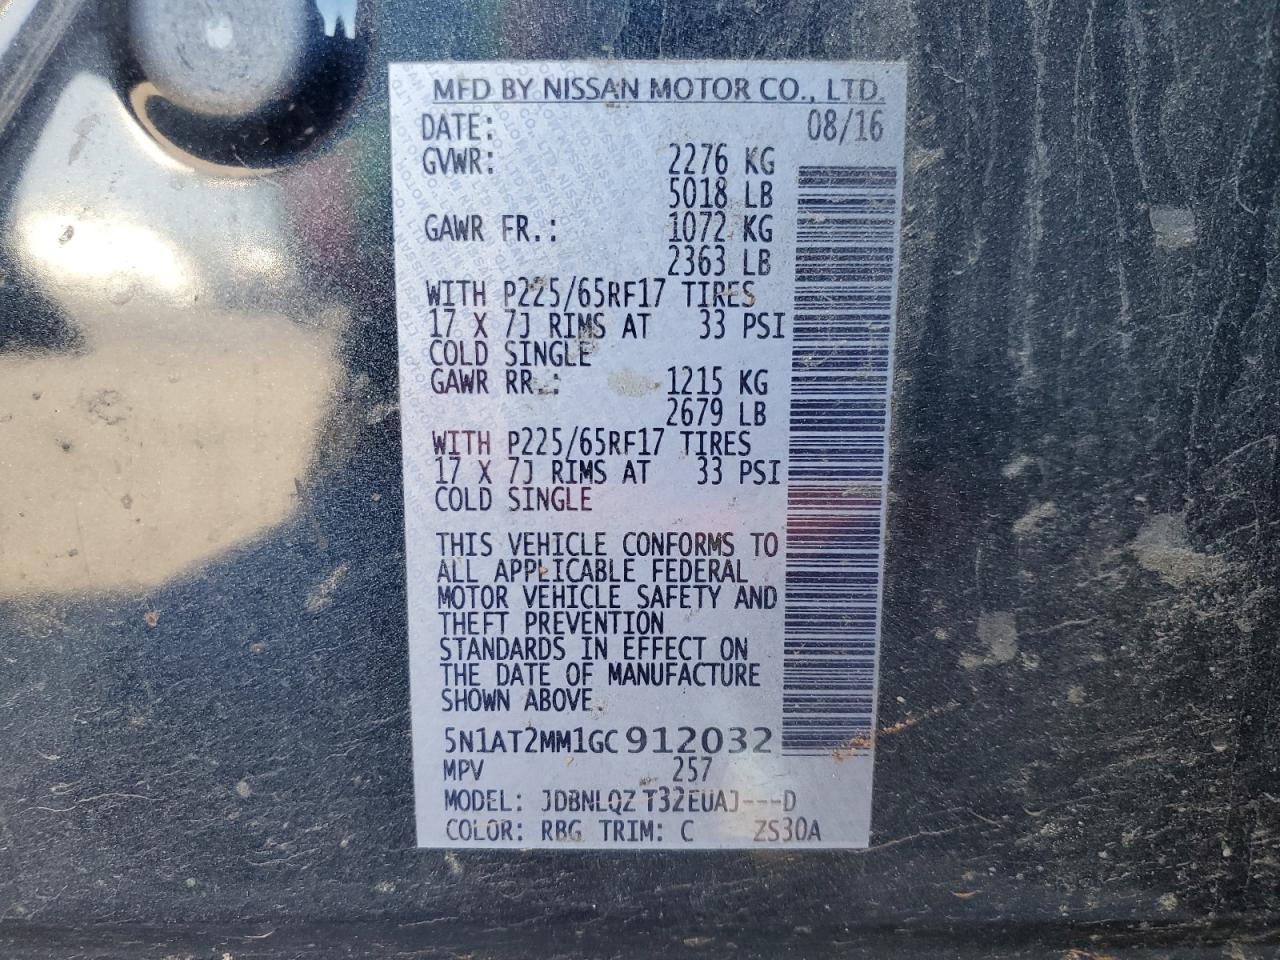 MFD BY NISSAN MOTOR CO., LTD.
DATE: 08/16
GVWR: 2276 KG
5018 LB
GAWR FR.: 1072 KG
2363 LB
WITH P225/65RF17 TIRES
17 X 7J RIMS AT 33 PSI
COLD SINGLE
GAWR RR.: 1215 KG
2679 LB
WITH P225/65RF17 TIRES
17 X 7J RIMS AT 33 PSI
COLD SINGLE
THIS VEHICLE CONFORMS TO
ALL APPLICABLE FEDERAL
MOTOR VEHICLE SAFETY AND
THEFT PREVENTION
STANDARDS IN EFFECT ON
THE DATE OF MANUFACTURE
SHOWN ABOVE.
5N1AT2MM1GC912032
MPV 257
MODEL: JDBNLQZ T32EUAJ---D
COLOR: RBG TRIM: C ZS30A